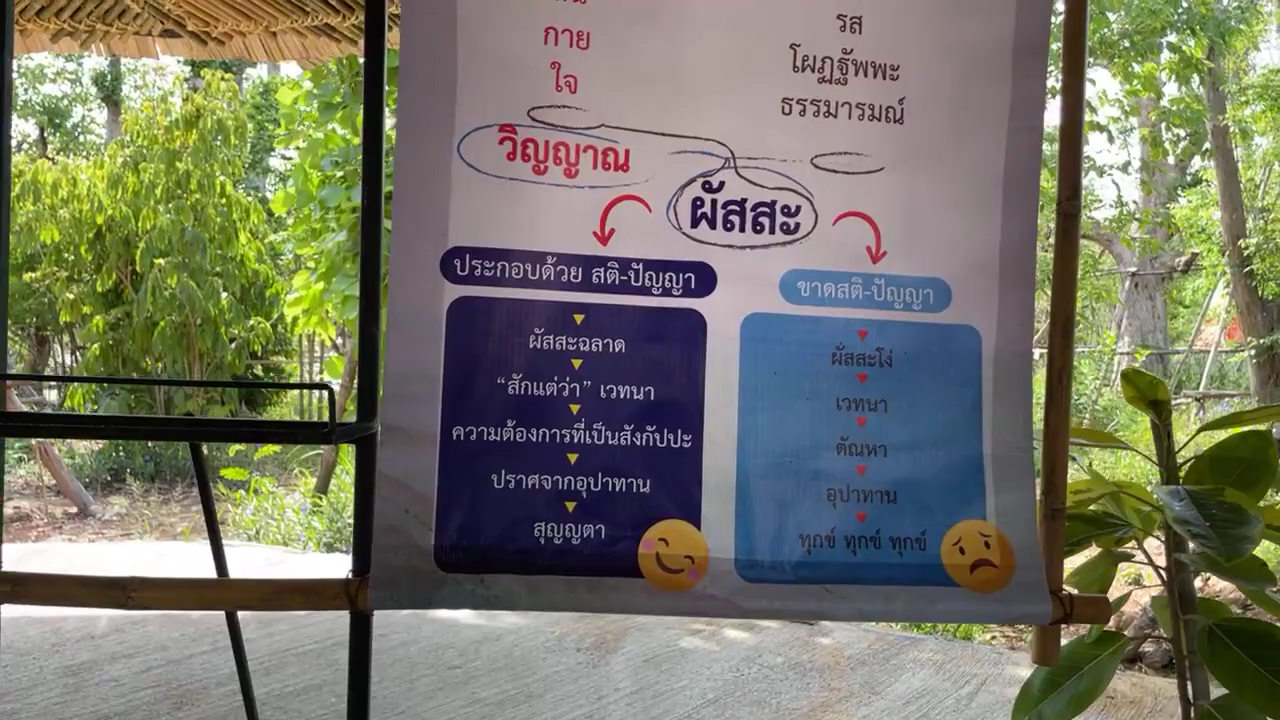 กาย
ใจ
รส
โผฏฐัพพะ
ธรรมารมณ์
วิญญาณ
ผัสสะ
ประกอบด้วย สติ-ปัญญา
ผัสสะฉลาด
“สักแต่ว่า” เวทนา
ความต้องการที่เป็นสังกัปปะ
ปราศจากอุปาทาน
สุญญตา
ขาดสติ-ปัญญา
ผัสสะโง่
เวทนา
ตัณหา
อุปาทาน
ทุกข์ ทุกข์ ทุกข์